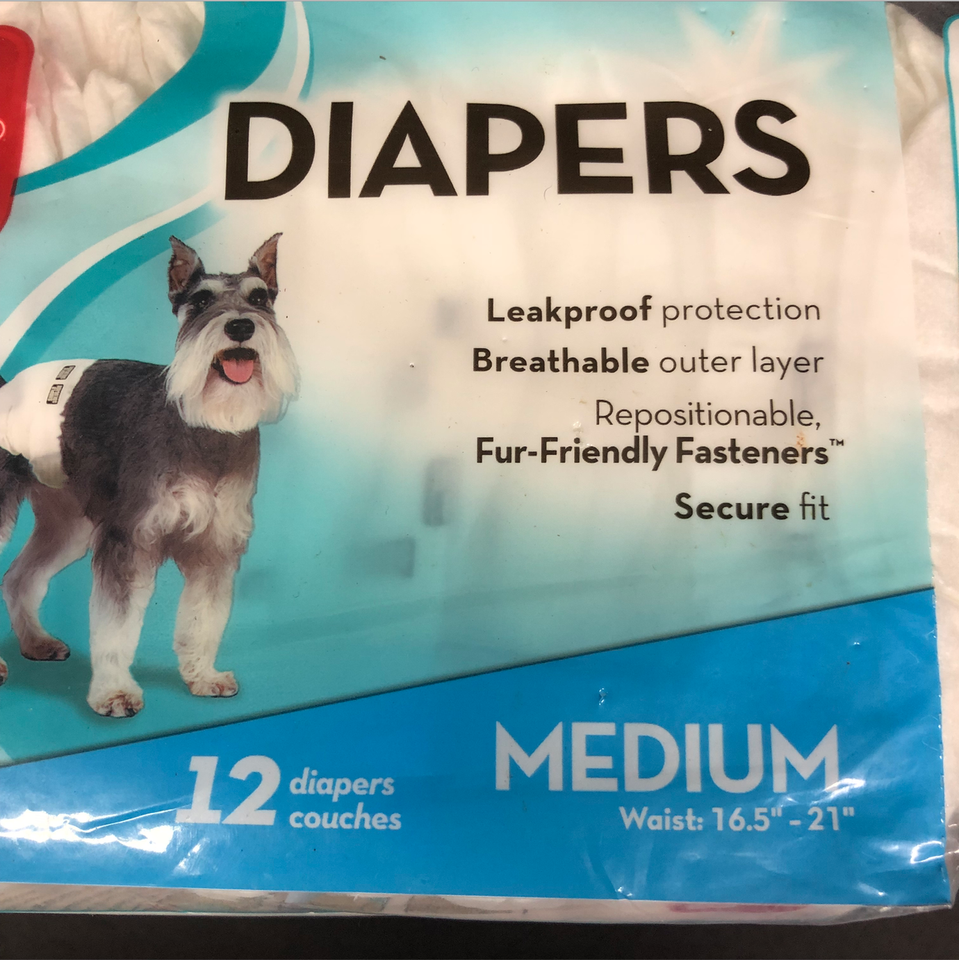 DIAPERS
Leakproof protection
Breathable outer layer
Repositionable,
Fur-Friendly Fasteners™
Secure fit
MEDIUM
Waist: 16.5" - 21"
12 diapers
couches